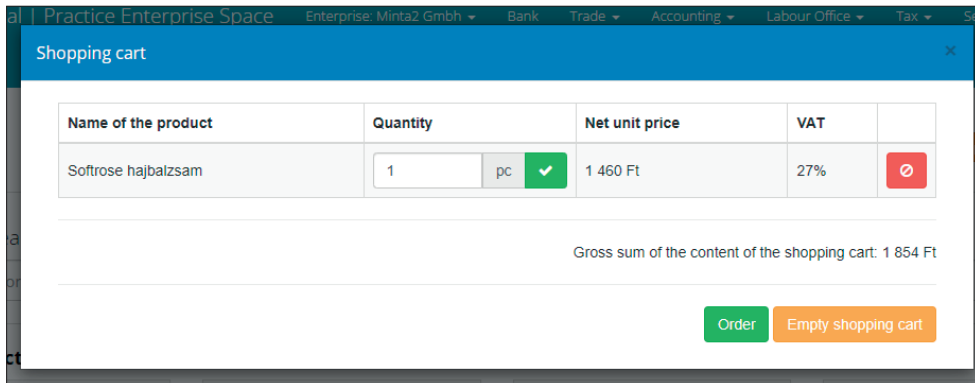 al | Practice Enterprise Space Enterprise: Minta2 Gmbh Bank Trade Accounting Labour Office Tax Se
Shopping cart ×
Name of the product Quantity Net unit price VAT
Softrose hajbalzsam 1 pc 1 460 Ft 27%
Gross sum of the content of the shopping cart: 1 854 Ft
Order Empty shopping cart